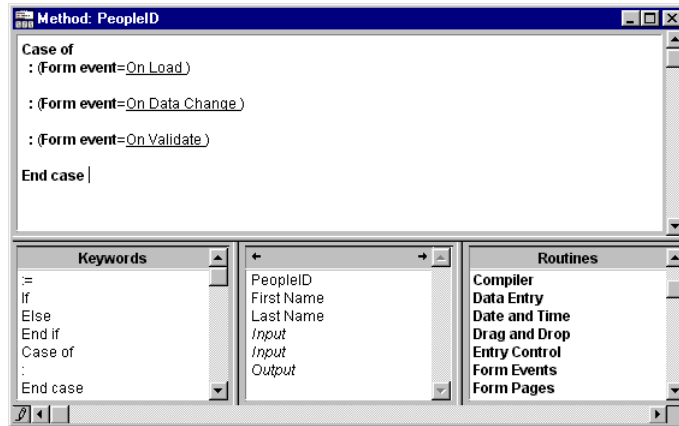 Method: PeopleID
Case of
: (Form event=On Load )
: (Form event=On Data Change )
: (Form event=On Validate )
End case
Keywords
:=
If
Else
End if
Case of
:
End case
PeopleID
First Name
Last Name
Input
Input
Output
Routines
Compiler
Data Entry
Date and Time
Drag and Drop
Entry Control
Form Events
Form Pages